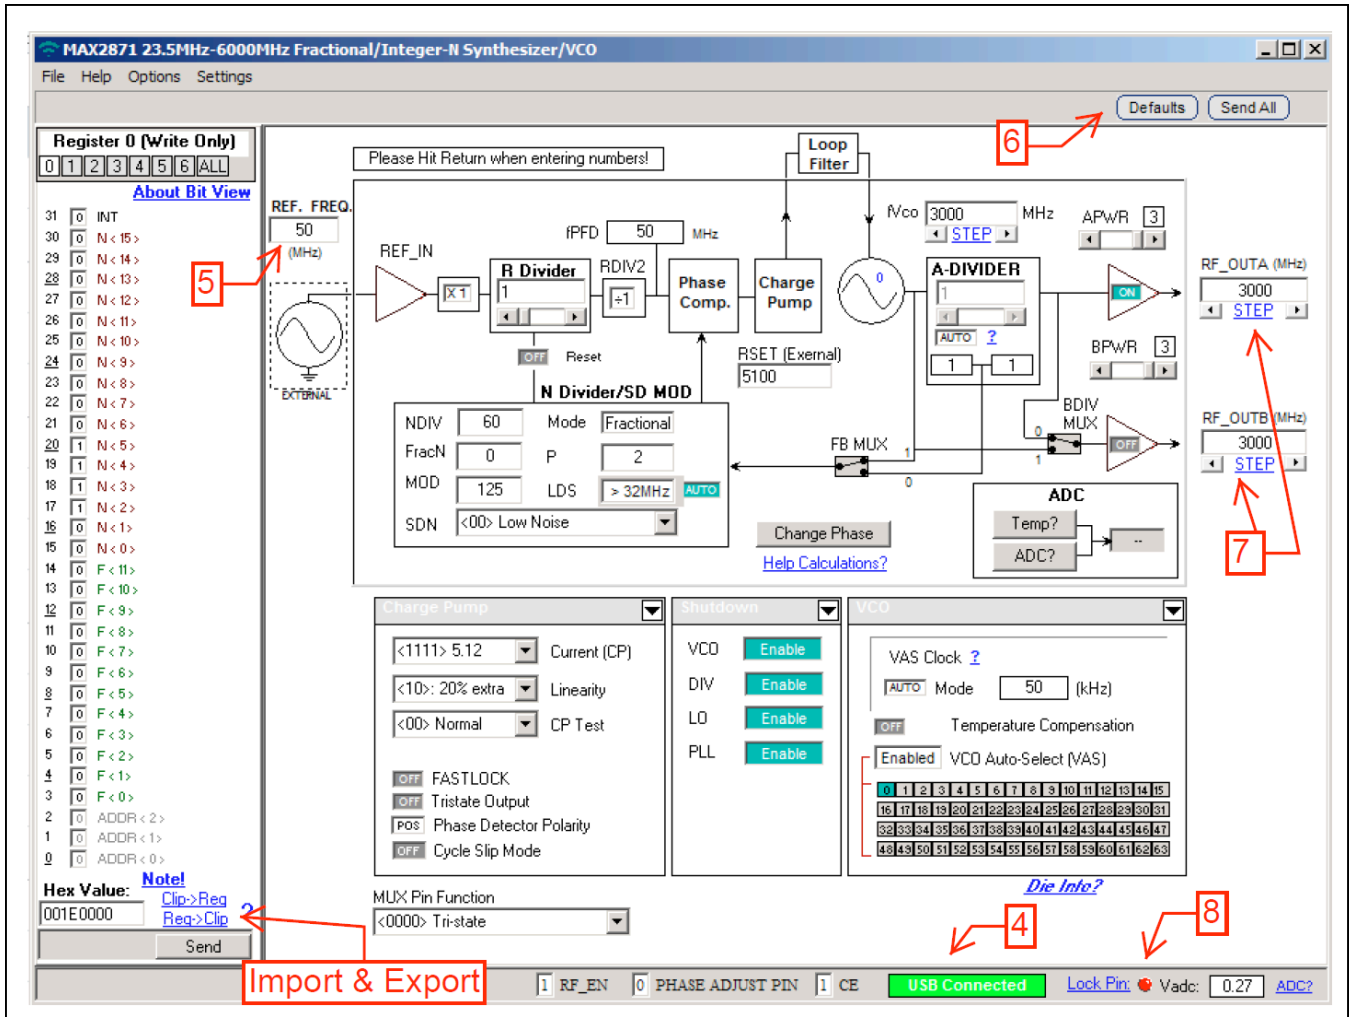 MAX2871 23.5MHz-6000MHz Fractional/Integer-N Synthesizer/VCO
File Help Options Settings
Defaults Send All
6
Register 0 (Write Only)
0 1 2 3 4 5 6 ALL
About Bit View
31 0 INT
30 0 N<15>
29 0 N<14>
28 0 N<13>
27 0 N<12>
26 0 N<11>
25 0 N<10>
24 0 N<9>
23 0 N<8>
22 0 N<7>
21 0 N<6>
20 1 N<5>
19 1 N<4>
18 1 N<3>
17 1 N<2>
16 0 N<1>
15 0 N<0>
14 0 F<11>
13 0 F<10>
12 0 F<9>
11 0 F<8>
10 0 F<7>
9 0 F<6>
8 0 F<5>
7 0 F<4>
6 0 F<3>
5 0 F<2>
4 0 F<1>
3 0 F<0>
2 0 ADDR<2>
1 0 ADDR<1>
0 0 ADDR<0>
Note!
Hex Value:
Clip->Reg
001E0000
Reg->Clip
?
Send
Import & Export
Please Hit Return when entering numbers!
Loop
Filter
REF. FREQ.
50
(MHz)
5
EXTERNAL
REF_IN
X 1
R Divider
1
RDIV2
÷1
fPFD 50 MHz
Phase
Comp.
Charge
Pump
fVco 3000 MHz
STEP
0
A-DIVIDER
1
AUTO ?
1 1
APWR 3
ON
RF_OUTA (MHz)
3000
STEP
BPWR 3
BDIV
MUX
0
1
OFF
RF_OUTB (MHz)
3000
STEP
7
OFF Reset
RSET (Exernal)
5100
N Divider/SD MOD
NDIV 60 Mode Fractional
FracN 0 P 2
MOD 125 LDS > 32MHz AUTO
SDN <00> Low Noise
FB MUX
1
0
Change Phase
Help Calculations?
ADC
Temp?
ADC?
--
Charge Pump
<1111> 5.12 Current (CP)
<10>: 20% extra Linearity
<00> Normal CP Test
OFF FASTLOCK
OFF Tristate Output
POS Phase Detector Polarity
OFF Cycle Slip Mode
Shutdown
VCO Enable
DIV Enable
LO Enable
PLL Enable
VCO
VAS Clock ?
AUTO Mode 50 (kHz)
OFF Temperature Compensation
Enabled VCO Auto-Select (VAS)
0 1 2 3 4 5 6 7 8 9 10 11 12 13 14 15
16 17 18 19 20 21 22 23 24 25 26 27 28 29 30 31
32 33 34 35 36 37 38 39 40 41 42 43 44 45 46 47
48 49 50 51 52 53 54 55 56 57 58 59 60 61 62 63
Die Info?
MUX Pin Function
<0000> Tri-state
4
8
1 RF_EN 0 PHASE ADJUST PIN 1 CE USB Connected Lock Pin: Vadc: 0.27 ADC?